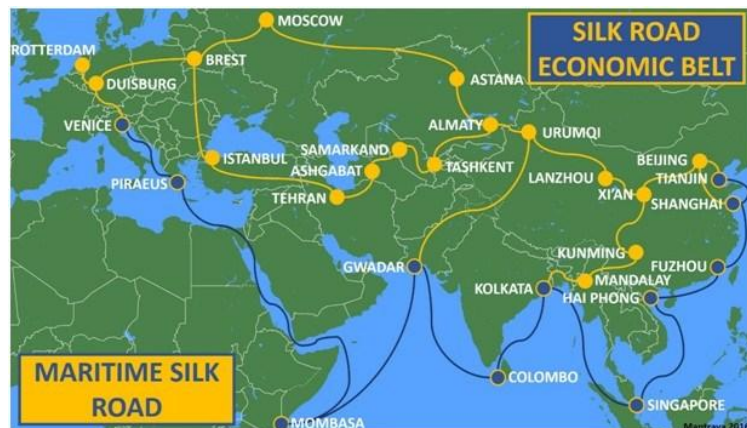 MOSCOW
SILK ROAD
ECONOMIC BELT
ROTTERDAM
BREST
DUISBURG
ASTANA
VENICE
ALMATY
URUMQI
SAMARKAND
ISTANBUL
BEIJING
ASHGABAT
TASHKENT
LANZHOU
TIANJIN
PIRAEUS
XI'AN
TEHRAN
SHANGHAI
KUNMING
GWADAR
FUZHOU
KOLKATA
MANDALAY
HAI PHONG
MARITIME SILK
ROAD
COLOMBO
SINGAPORE
MOMBASA